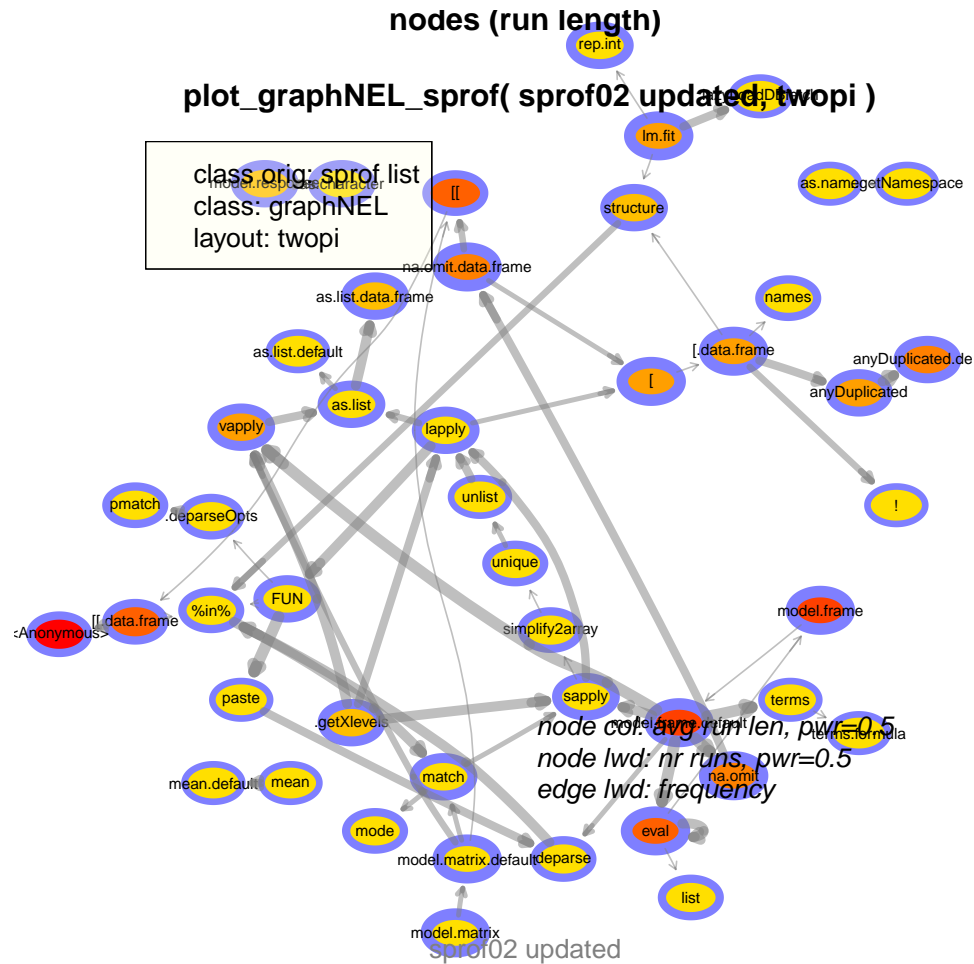 nodes (run length)
rep.int
plot_graphNEL_sprof( sprof02 updated, twopi )
lm.fit
class orig: sprof list
class: graphNEL
layout: twopi
[[
structure
as.name
getNamespace
na.omit.data.frame
as.list.data.frame
names
as.list.default
[.data.frame
anyDuplicated.de
[
anyDuplicated
as.list
vapply
lapply
pmatch
.deparseOpts
unlist
!
unique
FUN
%in%
[[.data.frame
<Anonymous>
simplify2array
model.frame
paste
.getXlevels
sapply
model.frame.default
terms
terms.formula
node col: avg run len, pwr=0.5
node lwd: nr runs, pwr=0.5
edge lwd: frequency
mean.default
mean
match
na.omit
mode
eval
model.matrix.default
deparse
list
model.matrix
sprof02 updated